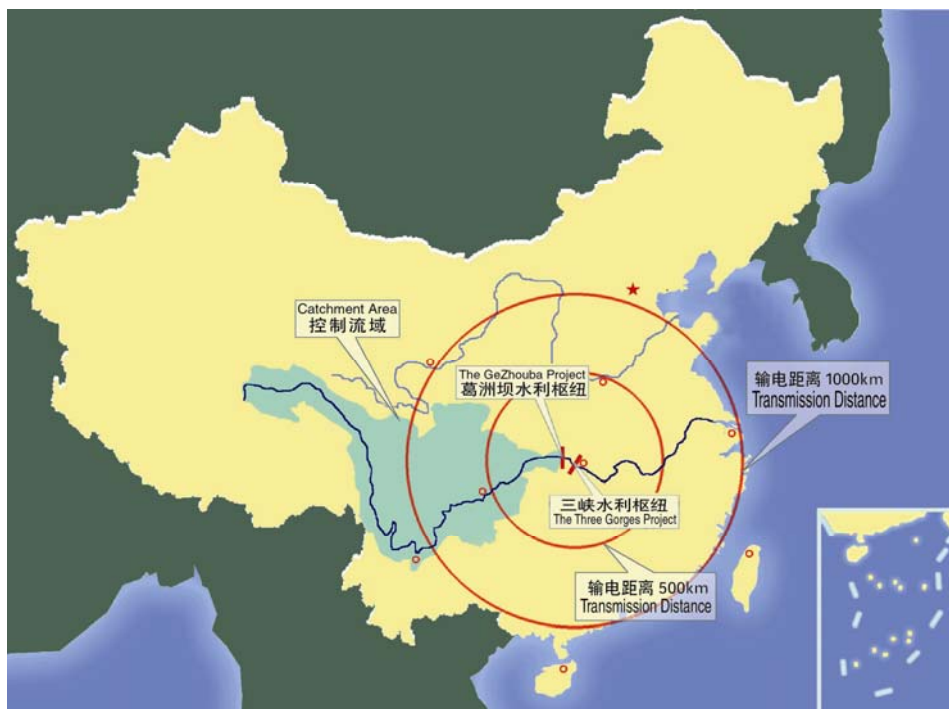 Catchment Area
控制流域
The GeZhouba Project
葛洲坝水利枢纽
输电距离 1000km
Transmission Distance
三峡水利枢纽
The Three Gorges Project
输电距离 500km
Transmission Distance